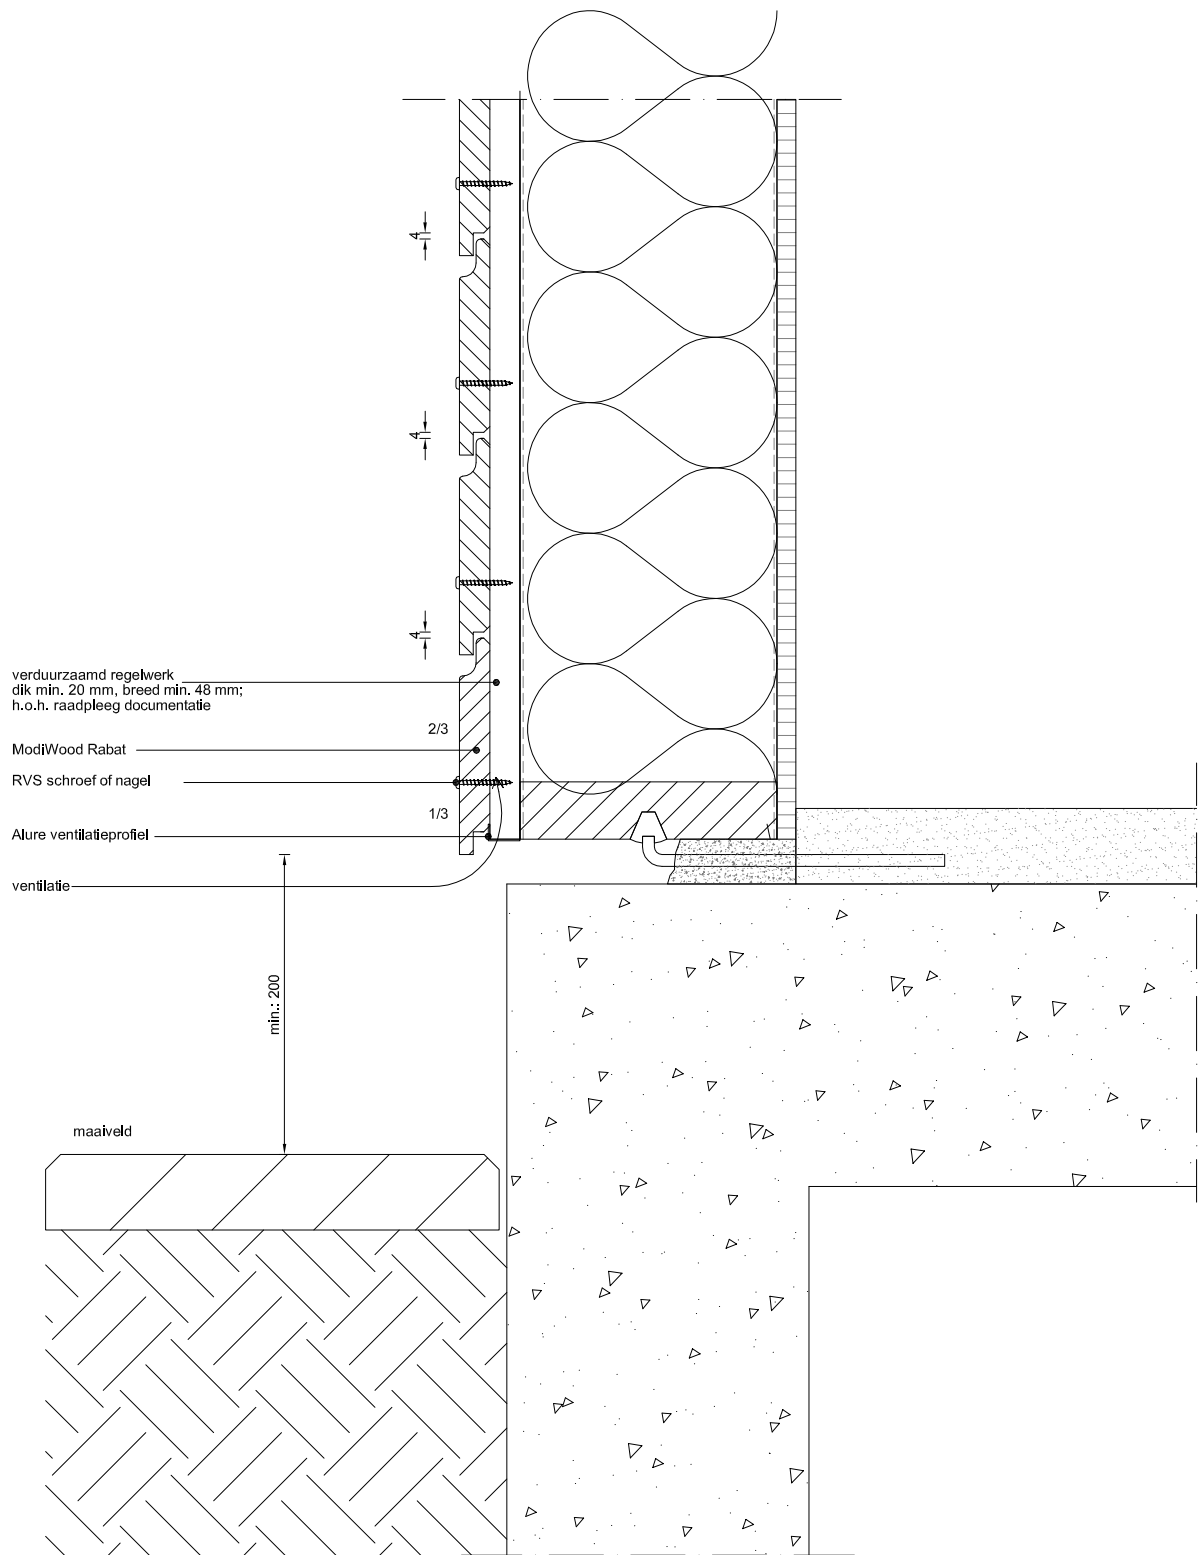 4
4
4
verduurzaamd regelwerk
dik min. 20 mm, breed min. 48 mm;
h.o.h. raadpleeg documentatie
2/3
ModiWood Rabat
RVS schroef of nagel
1/3
Alure ventilatieprofiel
ventilatie
min.: 200
maaiveld